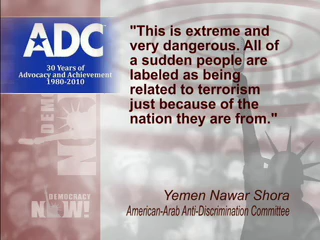 ADC
30 Years of
Advocacy and Achievement
1980-2010
"This is extreme and
very dangerous. All of
a sudden people are
labeled as being
related to terrorism
just because of the
nation they are from."
DEMOCRACY
NOW!
Yemen Nawar Shora
American-Arab Anti-Discrimination Committee